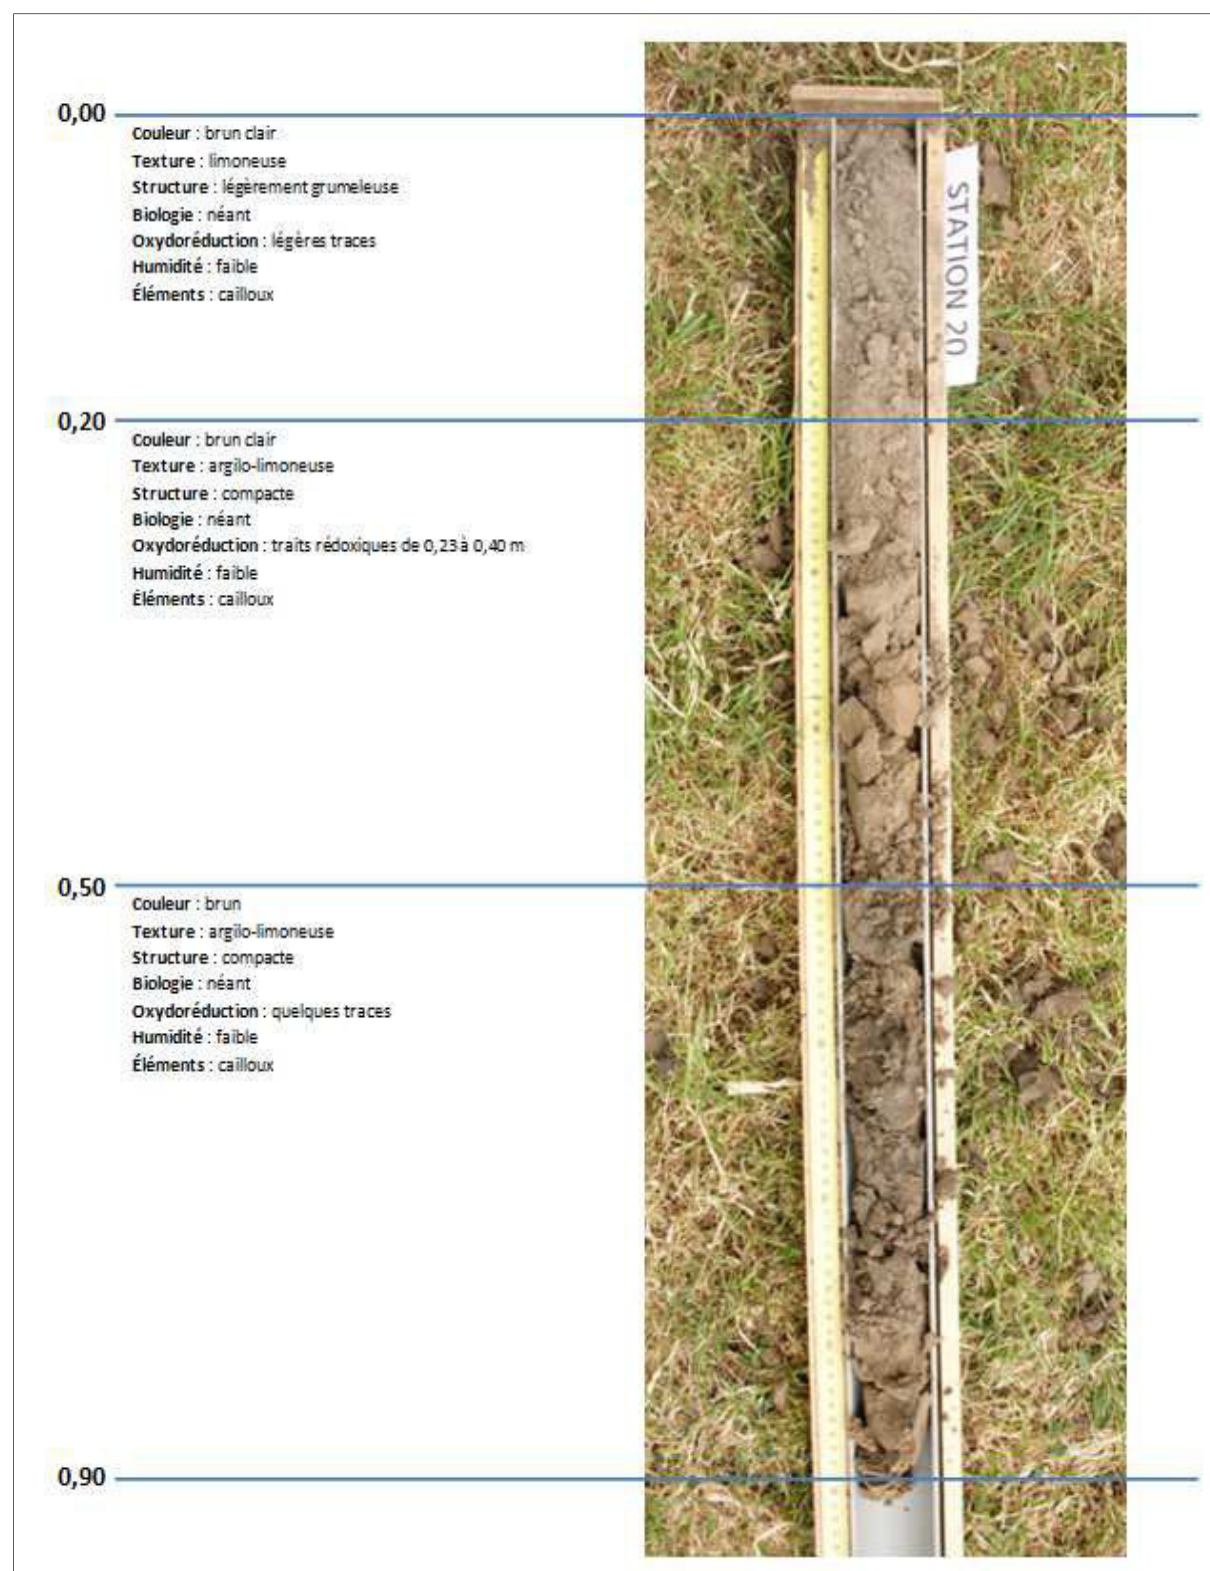 0,00
Couleur : brun clair
Texture : limoneuse
Structure : légèrement grumeleuse
Biologie : néant
Oxydoréduction : légères traces
Humidité : faible
Éléments : cailloux
STATION 20
0,20
Couleur : brun clair
Texture : argilo-limoneuse
Structure : compacte
Biologie : néant
Oxydoréduction : traits rédoxiques de 0,23 à 0,40 m
Humidité : faible
Éléments : cailloux
0,50
Couleur : brun
Texture : argilo-limoneuse
Structure : compacte
Biologie : néant
Oxydoréduction : quelques traces
Humidité : faible
Éléments : cailloux
0,90